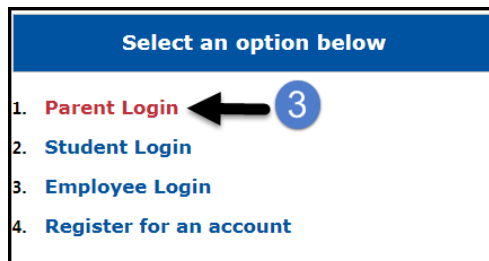 Select an option below
1. Parent Login 3
2. Student Login
3. Employee Login
4. Register for an account